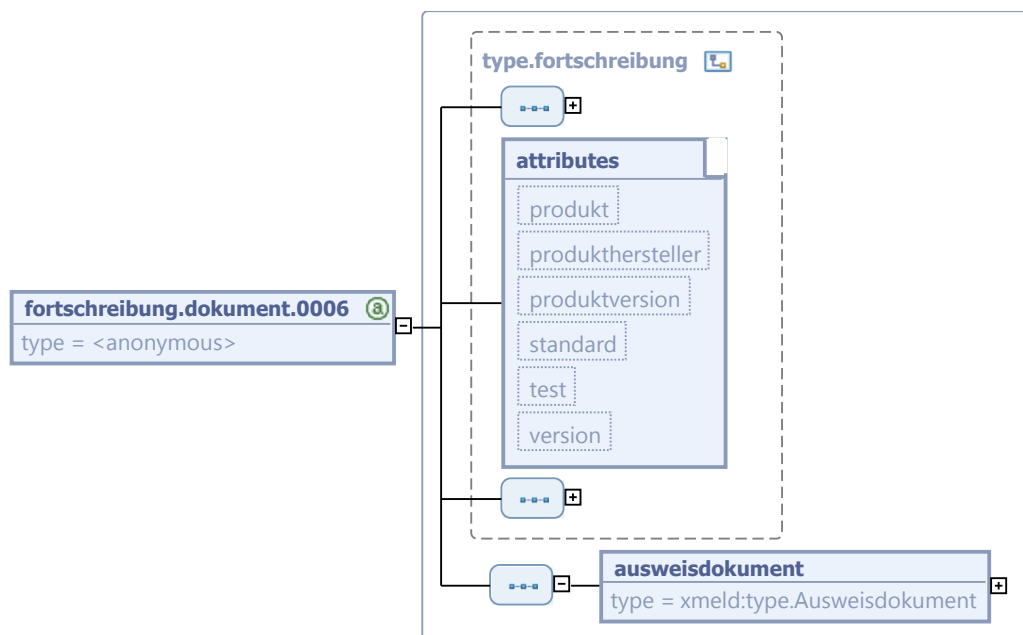 type.fortschreibung
attributes
produkt
produkthersteller
produktversion
standard
test
version
fortschreibung.dokument.0006 @
type = <anonymous>
ausweisdokument
type = xmeld:type.Ausweisdokument